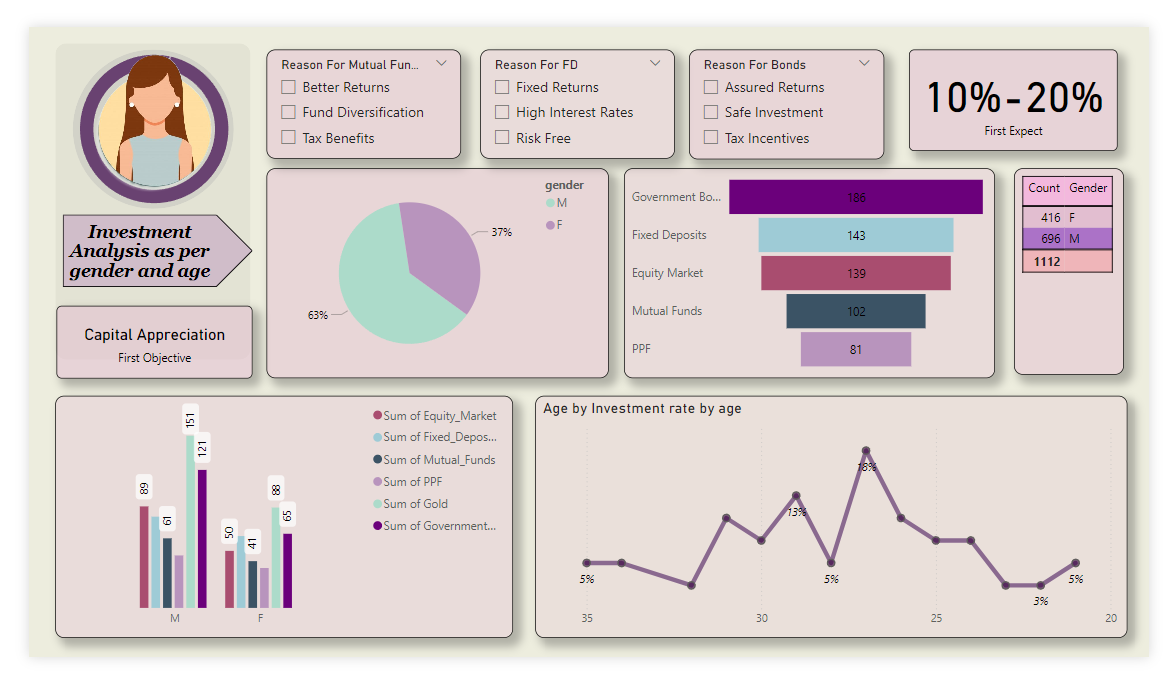 Investment
Analysis as per
gender and age
Capital Appreciation
First Objective
Reason For Mutual Fun...
Better Returns
Fund Diversification
Tax Benefits
Reason For FD
Fixed Returns
High Interest Rates
Risk Free
Reason For Bonds
Assured Returns
Safe Investment
Tax Incentives
10%-20%
First Expect
gender
M
F
37%
63%
Government Bo... 186
Fixed Deposits 143
Equity Market 139
Mutual Funds 102
PPF 81
Count Gender
416 F
696 M
1112
89
61
151
121
50
41
88
65
M F
Sum of Equity_Market
Sum of Fixed_Depos...
Sum of Mutual_Funds
Sum of PPF
Sum of Gold
Sum of Government...
Age by Investment rate by age
5%
13%
5%
18%
3%
5%
35 30 25 20